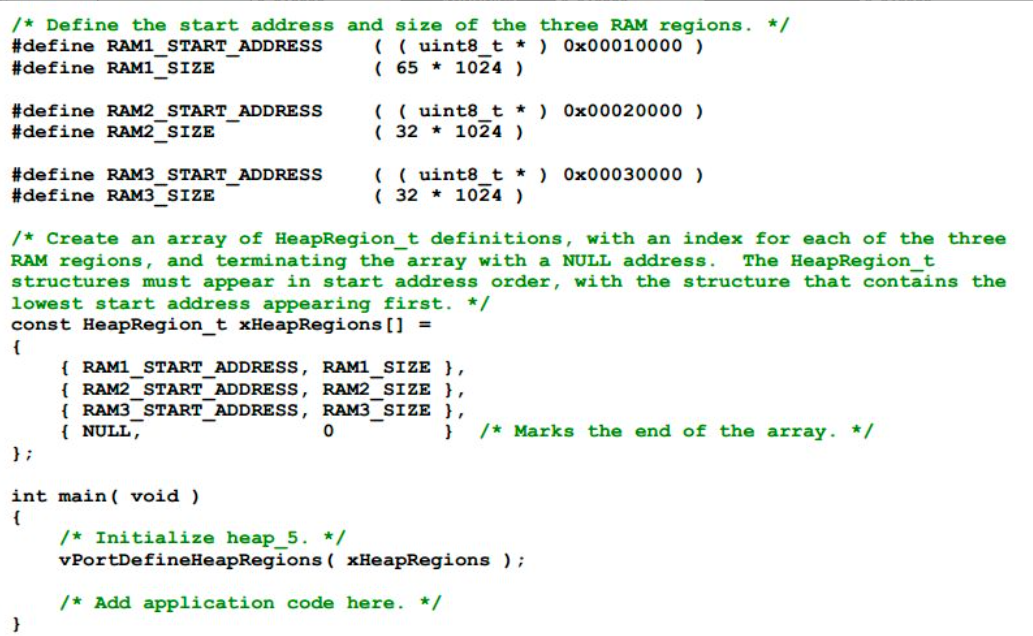 /* Define the start address and size of the three RAM regions. */
#define RAM1_START_ADDRESS    ( ( uint8_t * ) 0x00010000 )
#define RAM1_SIZE             ( 65 * 1024 )

#define RAM2_START_ADDRESS    ( ( uint8_t * ) 0x00020000 )
#define RAM2_SIZE             ( 32 * 1024 )

#define RAM3_START_ADDRESS    ( ( uint8_t * ) 0x00030000 )
#define RAM3_SIZE             ( 32 * 1024 )

/* Create an array of HeapRegion_t definitions, with an index for each of the three
RAM regions, and terminating the array with a NULL address.  The HeapRegion_t
structures must appear in start address order, with the structure that contains the
lowest start address appearing first. */
const HeapRegion_t xHeapRegions[] =
{
    { RAM1_START_ADDRESS, RAM1_SIZE },
    { RAM2_START_ADDRESS, RAM2_SIZE },
    { RAM3_START_ADDRESS, RAM3_SIZE },
    { NULL,               0         }  /* Marks the end of the array. */
};

int main( void )
{
    /* Initialize heap_5. */
    vPortDefineHeapRegions( xHeapRegions );

    /* Add application code here. */
}